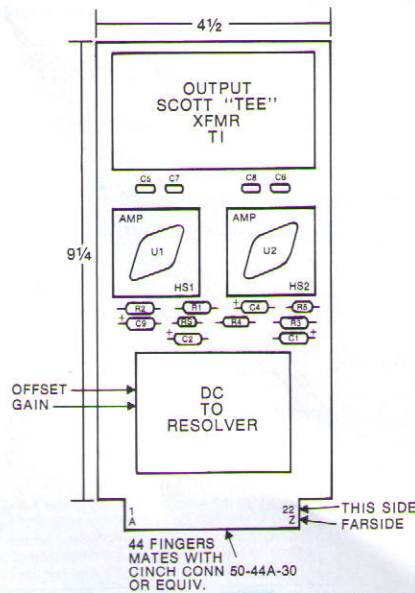 4½
9¼
OUTPUT
SCOTT "TEE"
XFMR
T1
C5 C7 C8 C6
AMP
U1
HS1
AMP
U2
HS2
R2 R1 + C4 R5
+ C9 R9 R4 R3
+ C2 C1 +
OFFSET
GAIN
DC
TO
RESOLVER
1 22
A Z
THIS SIDE
FARSIDE
44 FINGERS
MATES WITH
CINCH CONN 50-44A-30
OR EQUIV.